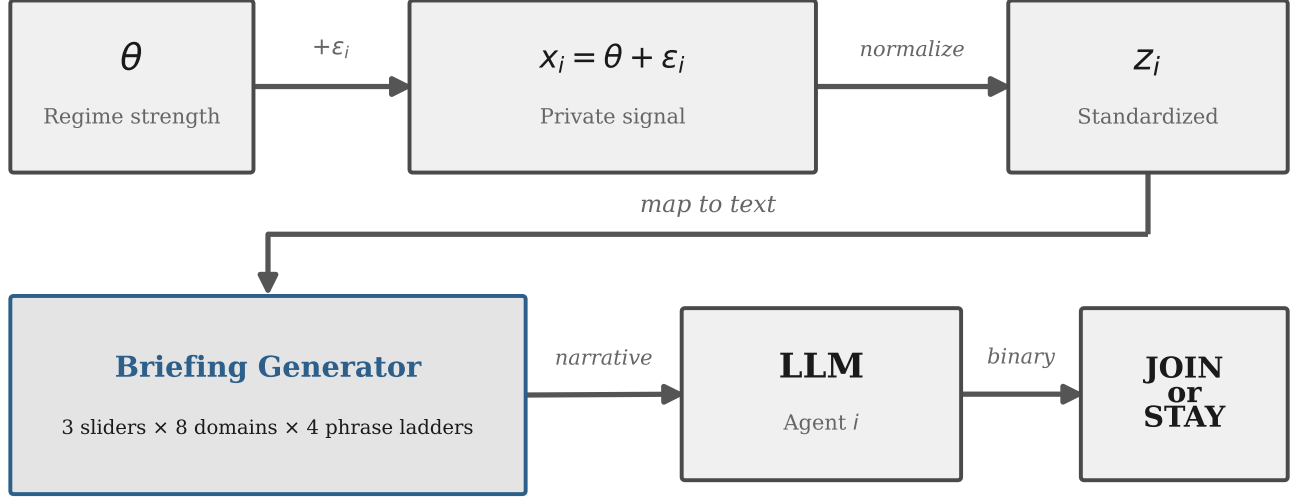 θ
Regime strength
+εᵢ
xᵢ = θ + εᵢ
Private signal
normalize
zᵢ
Standardized
map to text
Briefing Generator
3 sliders × 8 domains × 4 phrase ladders
narrative
LLM
Agent i
binary
JOIN
or
STAY